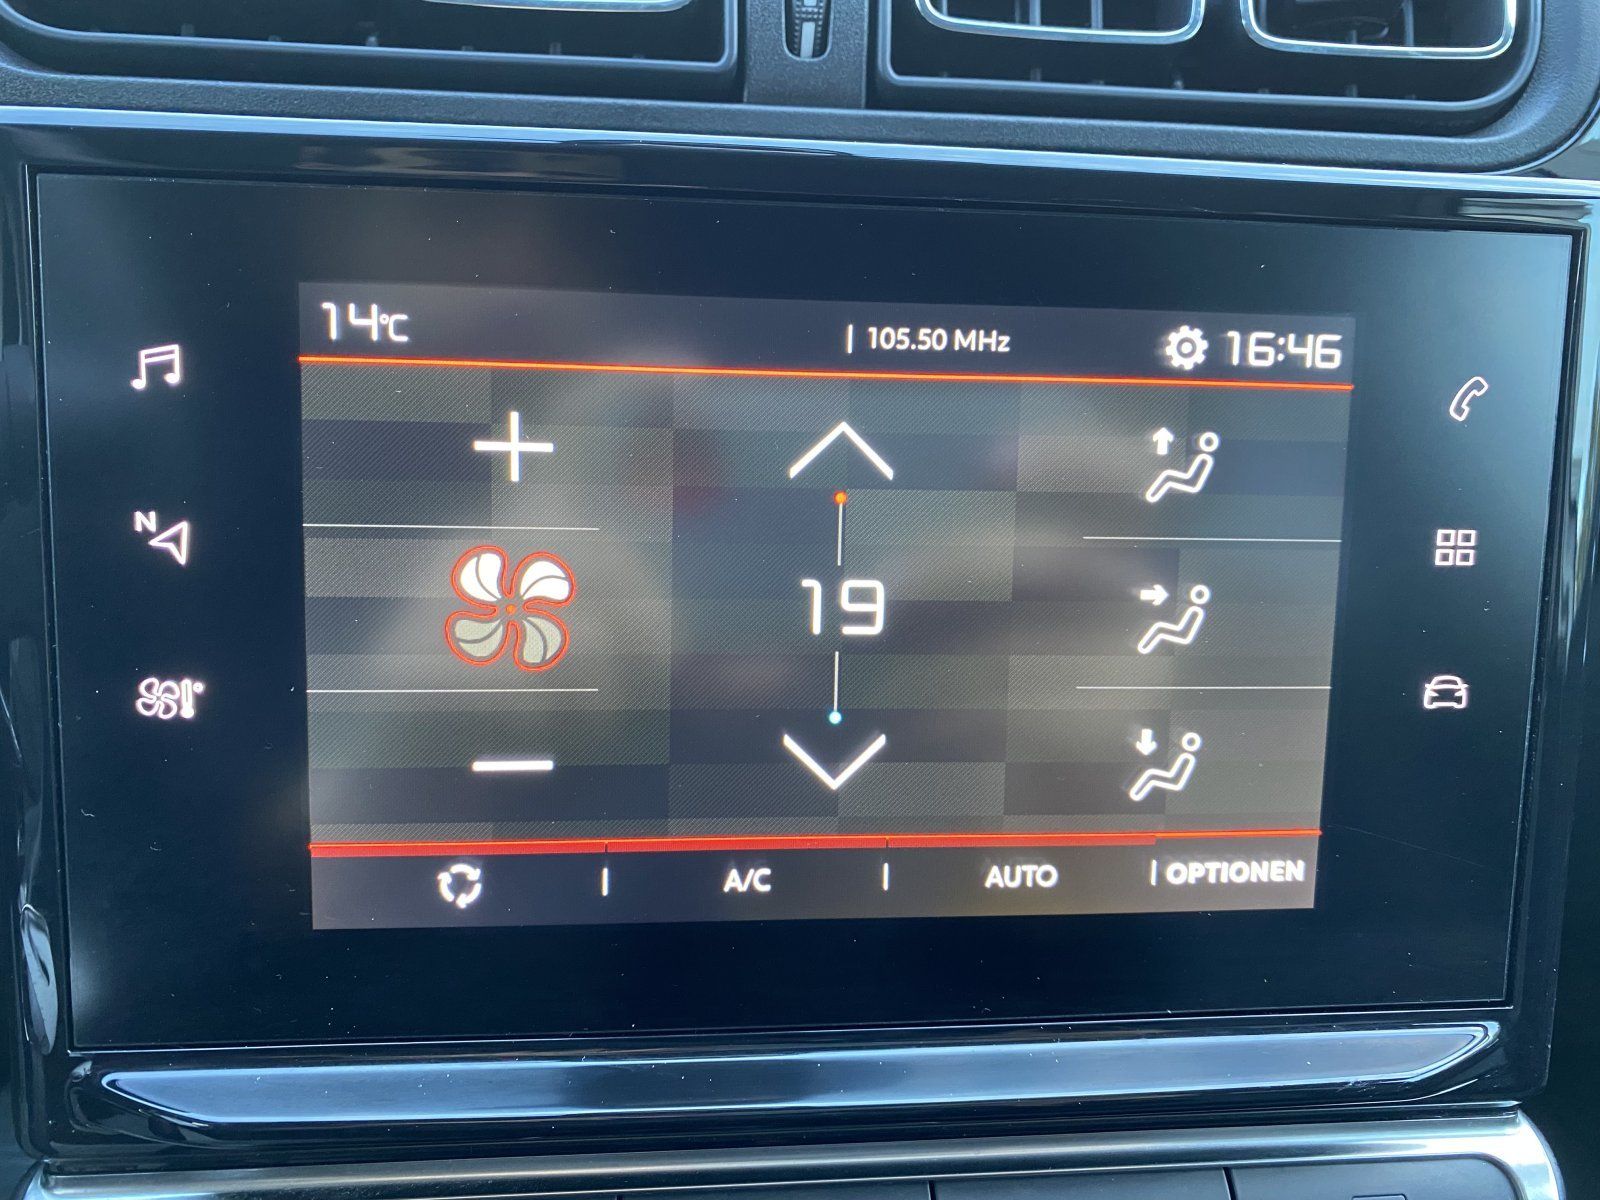 14°C
105.50 MHz
16:46
N
19
A/C
AUTO
OPTIONEN